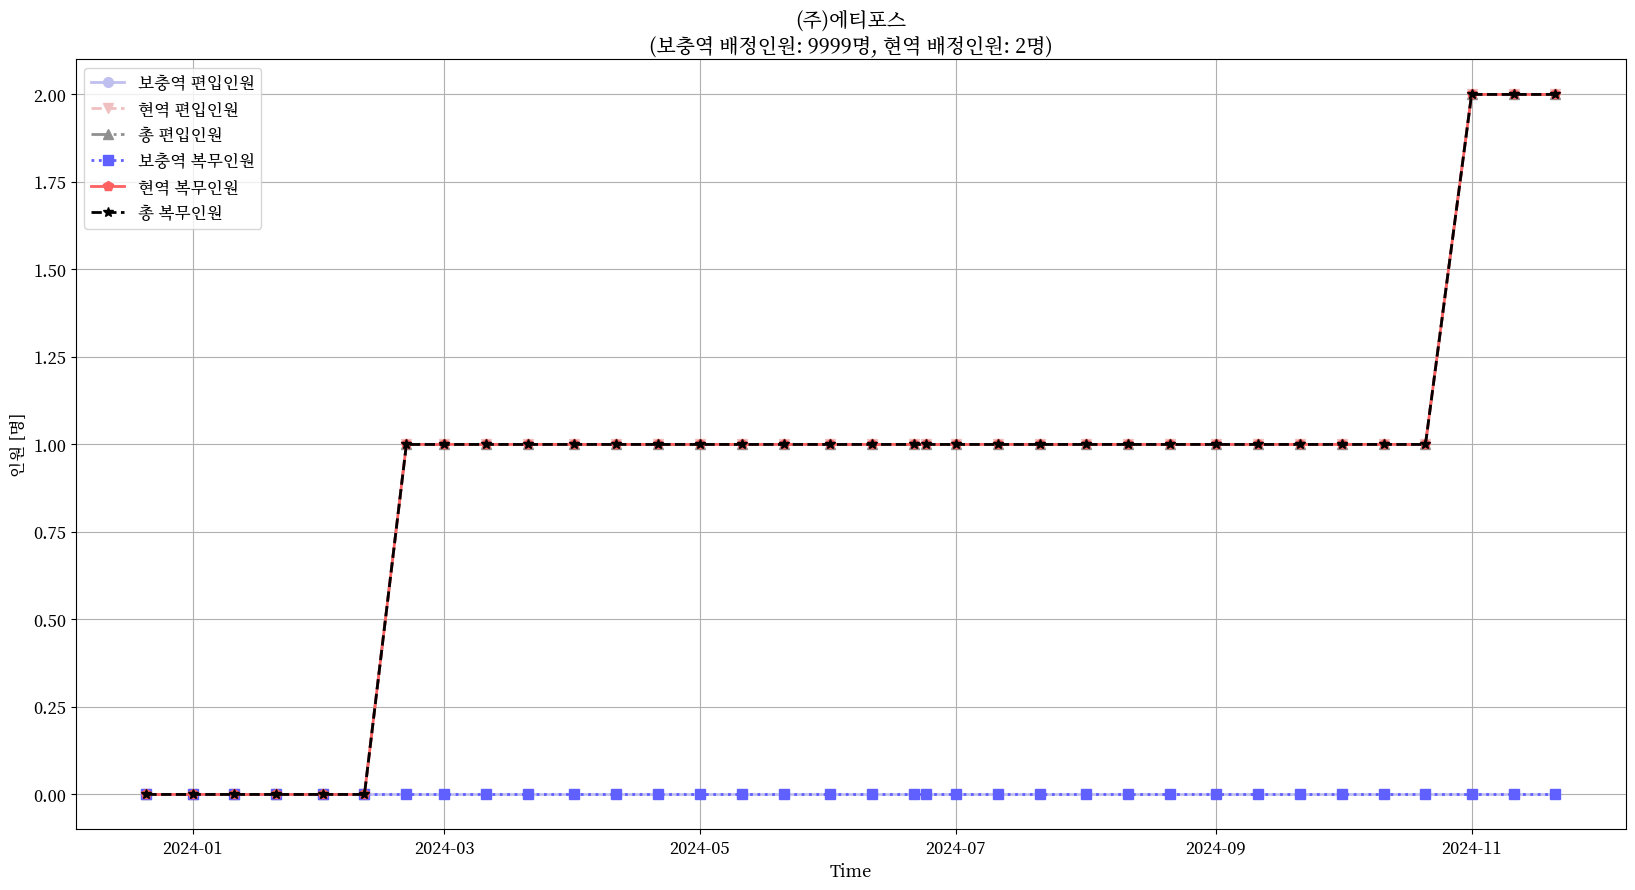 (주)에티포스
(보충역 배정인원: 9999명, 현역 배정인원: 2명)
보충역 편입인원
현역 편입인원
총 편입인원
보충역 복무인원
현역 복무인원
총 복무인원
2.00
1.75
1.50
1.25
1.00
0.75
0.50
0.25
0.00
인원 [명]
2024-01 2024-03 2024-05 2024-07 2024-09 2024-11
Time